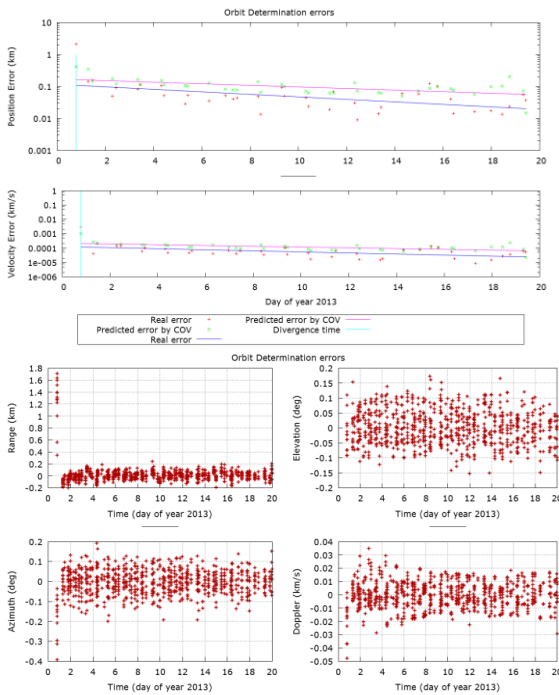 Orbit Determination errors
Position Error (km)
10
1
0.1
0.01
0.001
0 2 4 6 8 10 12 14 16 18 20
Velocity Error (km/s)
1
0.1
0.01
0.001
0.0001
1e-005
1e-006
0 2 4 6 8 10 12 14 16 18 20
Day of year 2013
Real error
Predicted error by COV
Predicted error by COV
Divergence time
Real error
Orbit Determination errors
Range (km)
1.8
1.6
1.4
1.2
1
0.8
0.6
0.4
0.2
0
-0.2
0 2 4 6 8 10 12 14 16 18 20
Time (day of year 2013)
Elevation (deg)
0.2
0.15
0.1
0.05
0
-0.05
-0.1
-0.15
-0.2
0 2 4 6 8 10 12 14 16 18 20
Time (day of year 2013)
Azimuth (deg)
0.2
0.1
0
-0.1
-0.2
-0.3
-0.4
0 2 4 6 8 10 12 14 16 18 20
Time (day of year 2013)
Doppler (km/s)
0.04
0.03
0.02
0.01
0
-0.01
-0.02
-0.03
-0.04
-0.05
0 2 4 6 8 10 12 14 16 18 20
Time (day of year 2013)